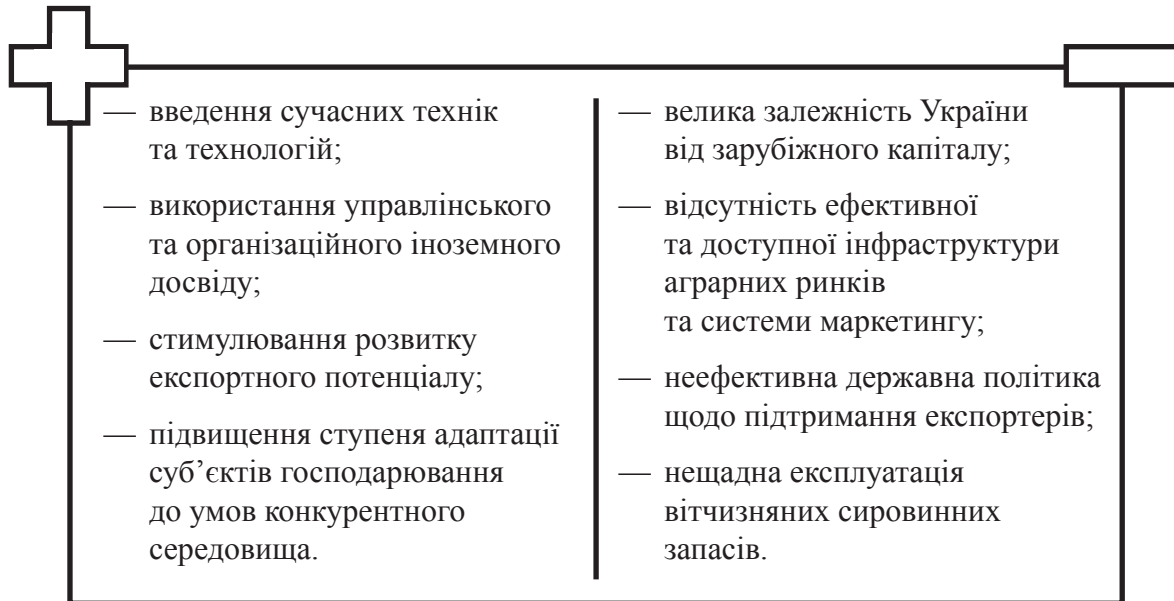 — введення сучасних технік
та технологій;
— використання управлінського
та організаційного іноземного
досвіду;
— стимулювання розвитку
експортного потенціалу;
— підвищення ступеня адаптації
суб’єктів господарювання
до умов конкурентного
середовища.
— велика залежність України
від зарубіжного капіталу;
— відсутність ефективної
та доступної інфраструктури
аграрних ринків
та системи маркетингу;
— неефективна державна політика
щодо підтримання експортерів;
— нещадна експлуатація
вітчизняних сировинних
запасів.